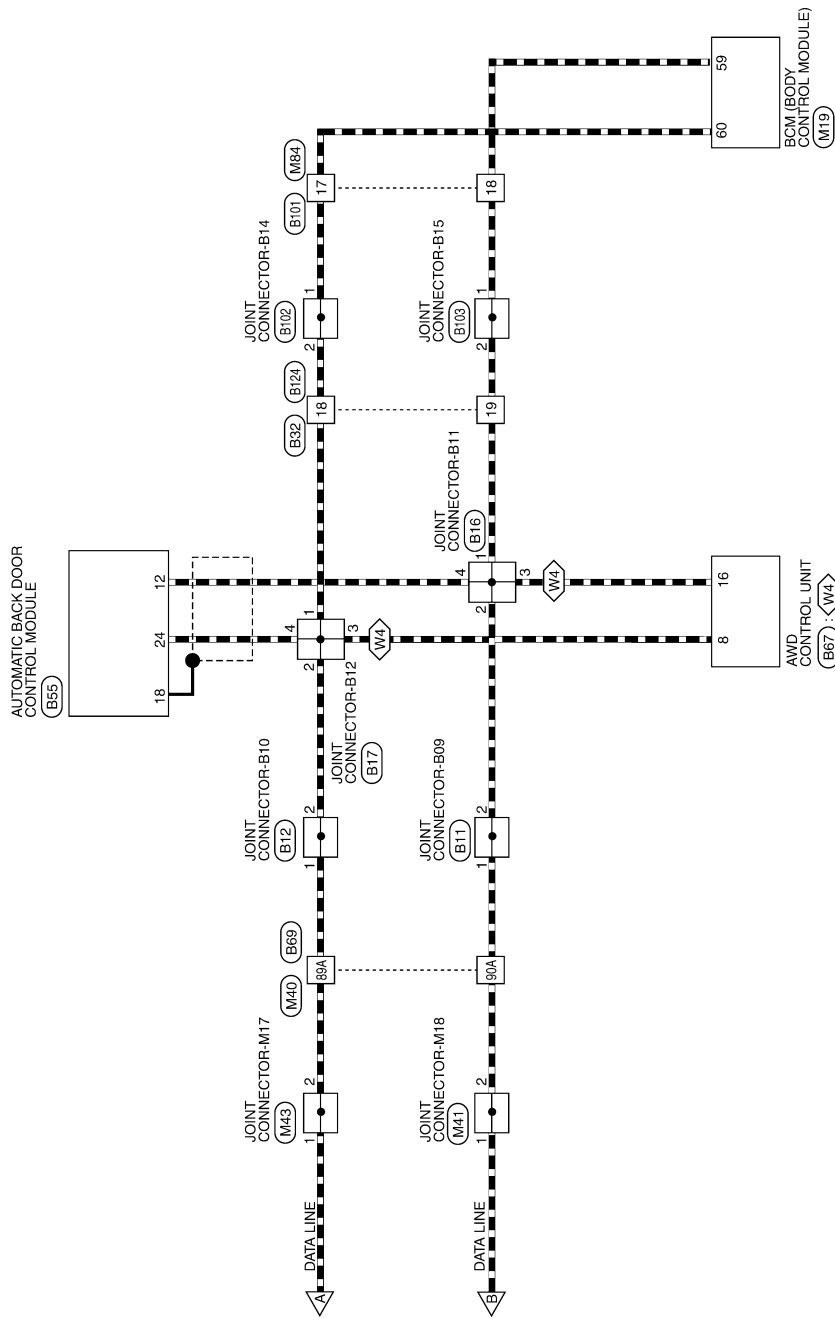 AUTOMATIC BACK DOOR
CONTROL MODULE
B55
18
24
12
A
DATA LINE
JOINT
CONNECTOR-M17
M43
1
2
M40
89A
B69
JOINT
CONNECTOR-B10
B12
1
2
JOINT
CONNECTOR-B12
B17
2
4
1
3
W4
B32
18
B124
JOINT
CONNECTOR-B14
B102
2
1
B101
17
M84
B
DATA LINE
JOINT
CONNECTOR-M18
M41
1
2
90A
JOINT
CONNECTOR-B09
B11
1
2
JOINT
CONNECTOR-B11
B16
2
4
1
3
W4
19
JOINT
CONNECTOR-B15
B103
2
1
18
8
16
AWD
CONTROL UNIT
B67 : W4
60
59
BCM (BODY
CONTROL MODULE)
M19